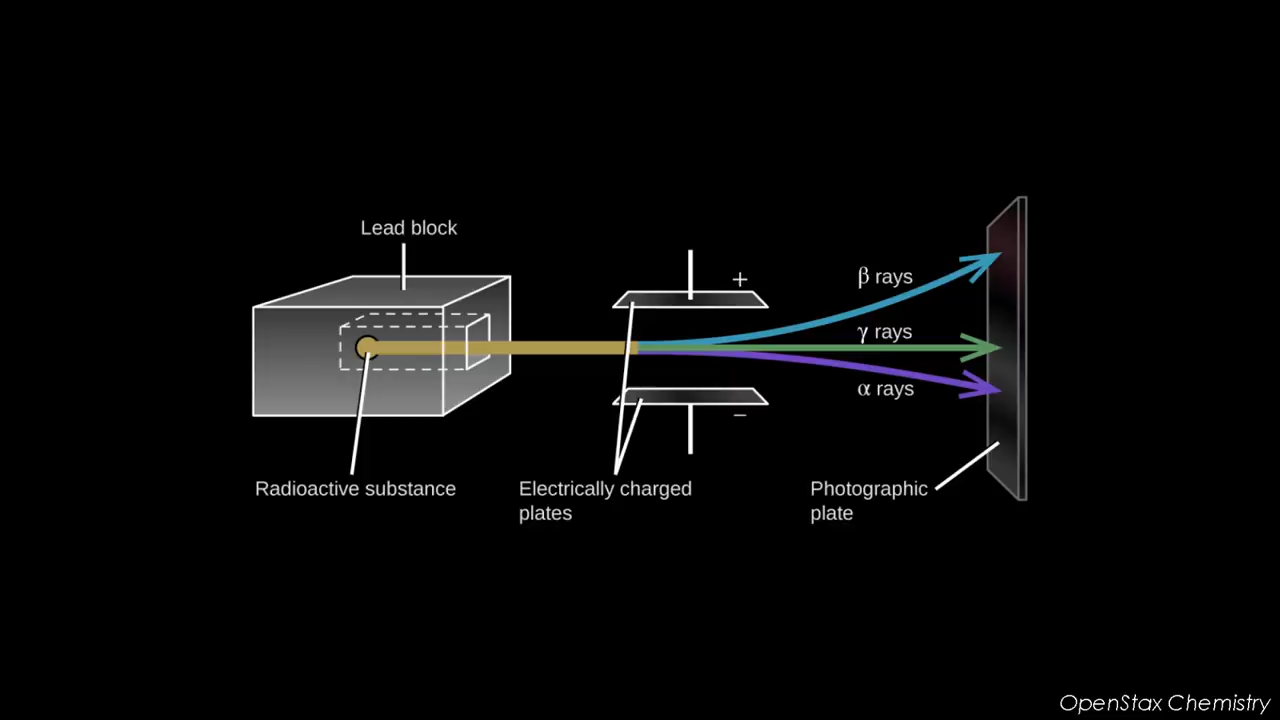 Lead block
+
β rays
γ rays
α rays
−
Radioactive substance
Electrically charged
plates
Photographic
plate
OpenStax Chemistry